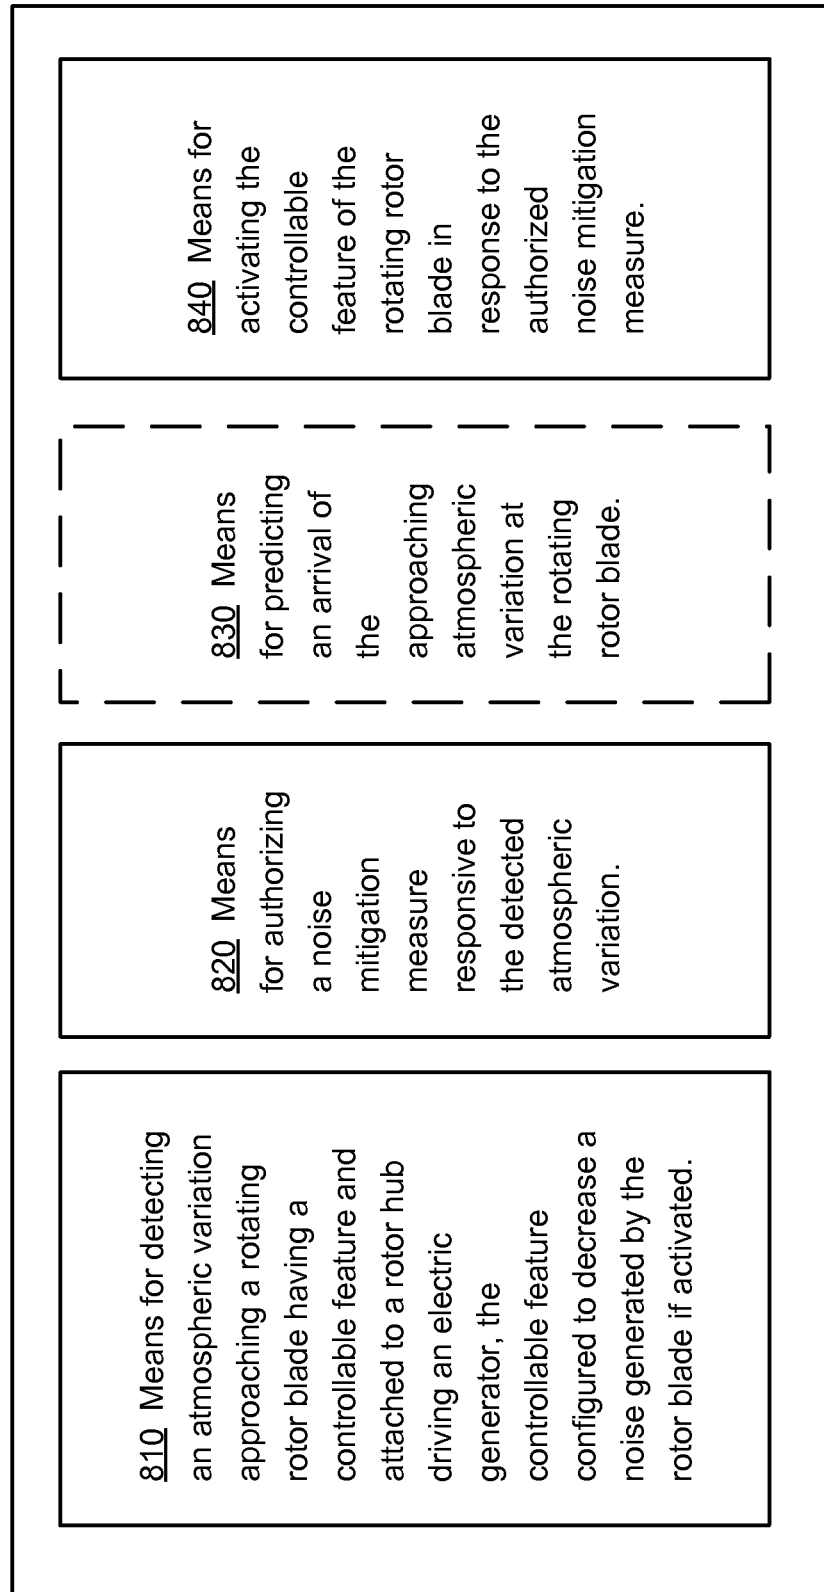 810 Means for detecting
an atmospheric variation
approaching a rotating
rotor blade having a
controllable feature and
attached to a rotor hub
driving an electric
generator, the
controllable feature
configured to decrease a
noise generated by the
rotor blade if activated.
820 Means
for authorizing
a noise
mitigation
measure
responsive to
the detected
atmospheric
variation.
830 Means
for predicting
an arrival of
the
approaching
atmospheric
variation at
the rotating
rotor blade.
840 Means for
activating the
controllable
feature of the
rotating rotor
blade in
response to the
authorized
noise mitigation
measure.